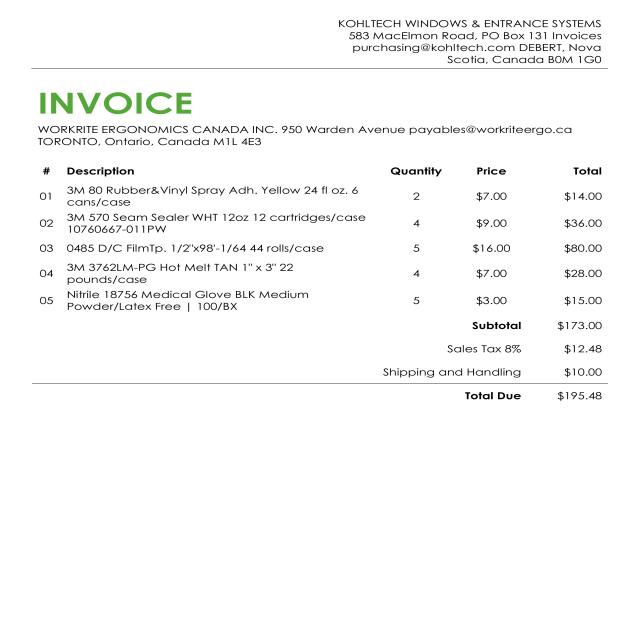 KOHLTECH WINDOWS & ENTRANCE SYSTEMS
583 MacElmon Road, PO Box 131 Invoices
purchasing@kohltech.com DEBERT, Nova
Scotia, Canada B0M 1G0
INVOICE
WORKRITE ERGONOMICS CANADA INC. 950 Warden Avenue payables@workriteergo.ca
TORONTO, Ontario, Canada M1L 4E3
# Description Quantity Price Total
01 3M 80 Rubber&Vinyl Spray Adh. Yellow 24 fl oz. 6 cans/case 2 $7.00 $14.00
02 3M 570 Seam Sealer WHT 12oz 12 cartridges/case 10760667-011PW 4 $9.00 $36.00
03 0485 D/C FilmTp. 1/2"x98'-1/64 44 rolls/case 5 $16.00 $80.00
04 3M 3762LM-PG Hot Melt TAN 1" x 3" 22 pounds/case 4 $7.00 $28.00
05 Nitrile 18756 Medical Glove BLK Medium Powder/Latex Free | 100/BX 5 $3.00 $15.00
Subtotal $173.00
Sales Tax 8% $12.48
Shipping and Handling $10.00
Total Due $195.48